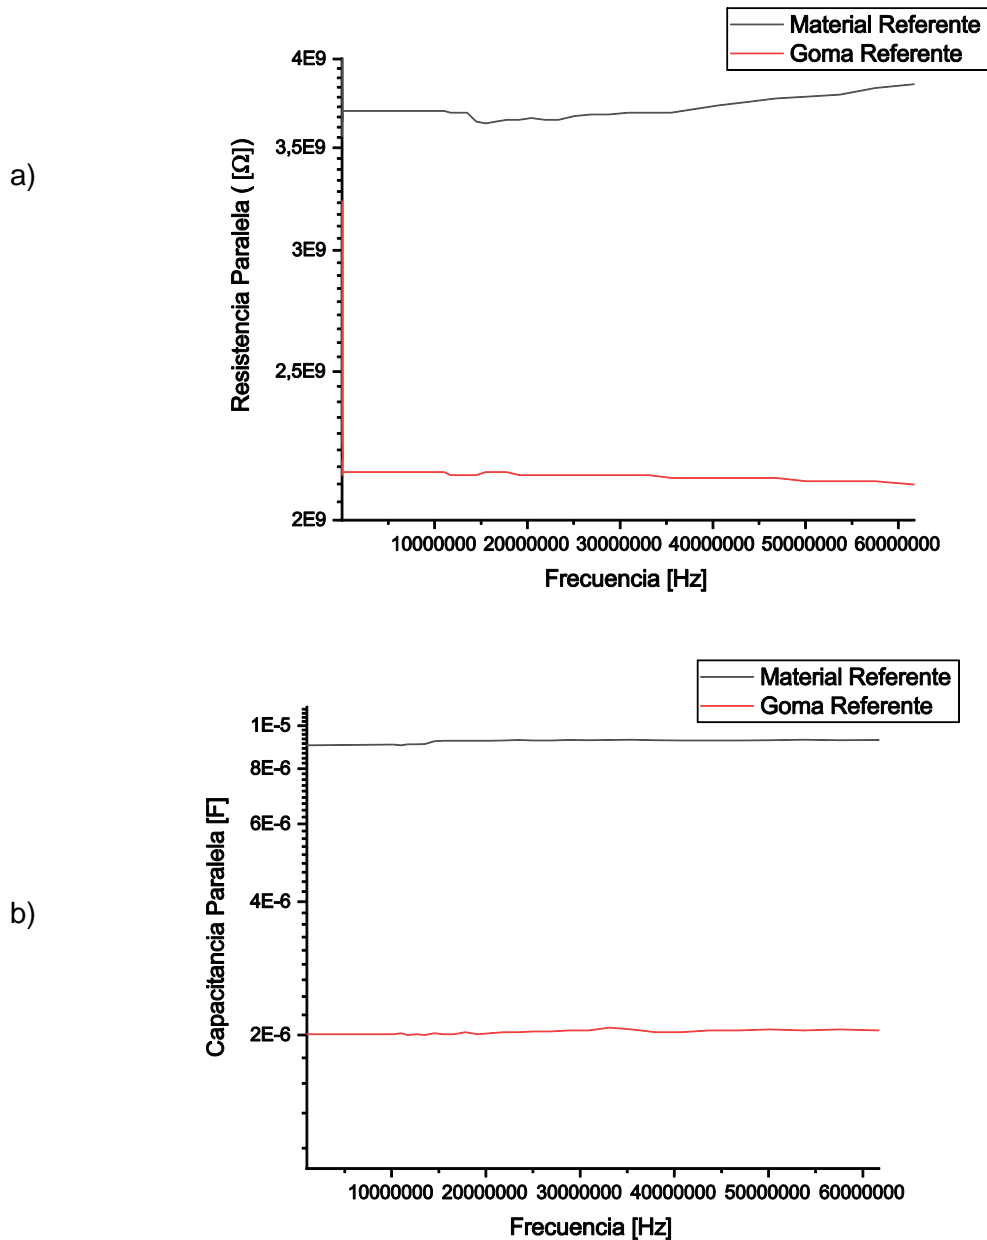 Material Referente
Goma Referente
a)
Resistencia Paralela ( [Ω])
4E9
3,5E9
3E9
2,5E9
2E9
10000000 20000000 30000000 40000000 50000000 60000000
Frecuencia [Hz]
Material Referente
Goma Referente
b)
Capacitancia Paralela [F]
1E-5
8E-6
6E-6
4E-6
2E-6
10000000 20000000 30000000 40000000 50000000 60000000
Frecuencia [Hz]